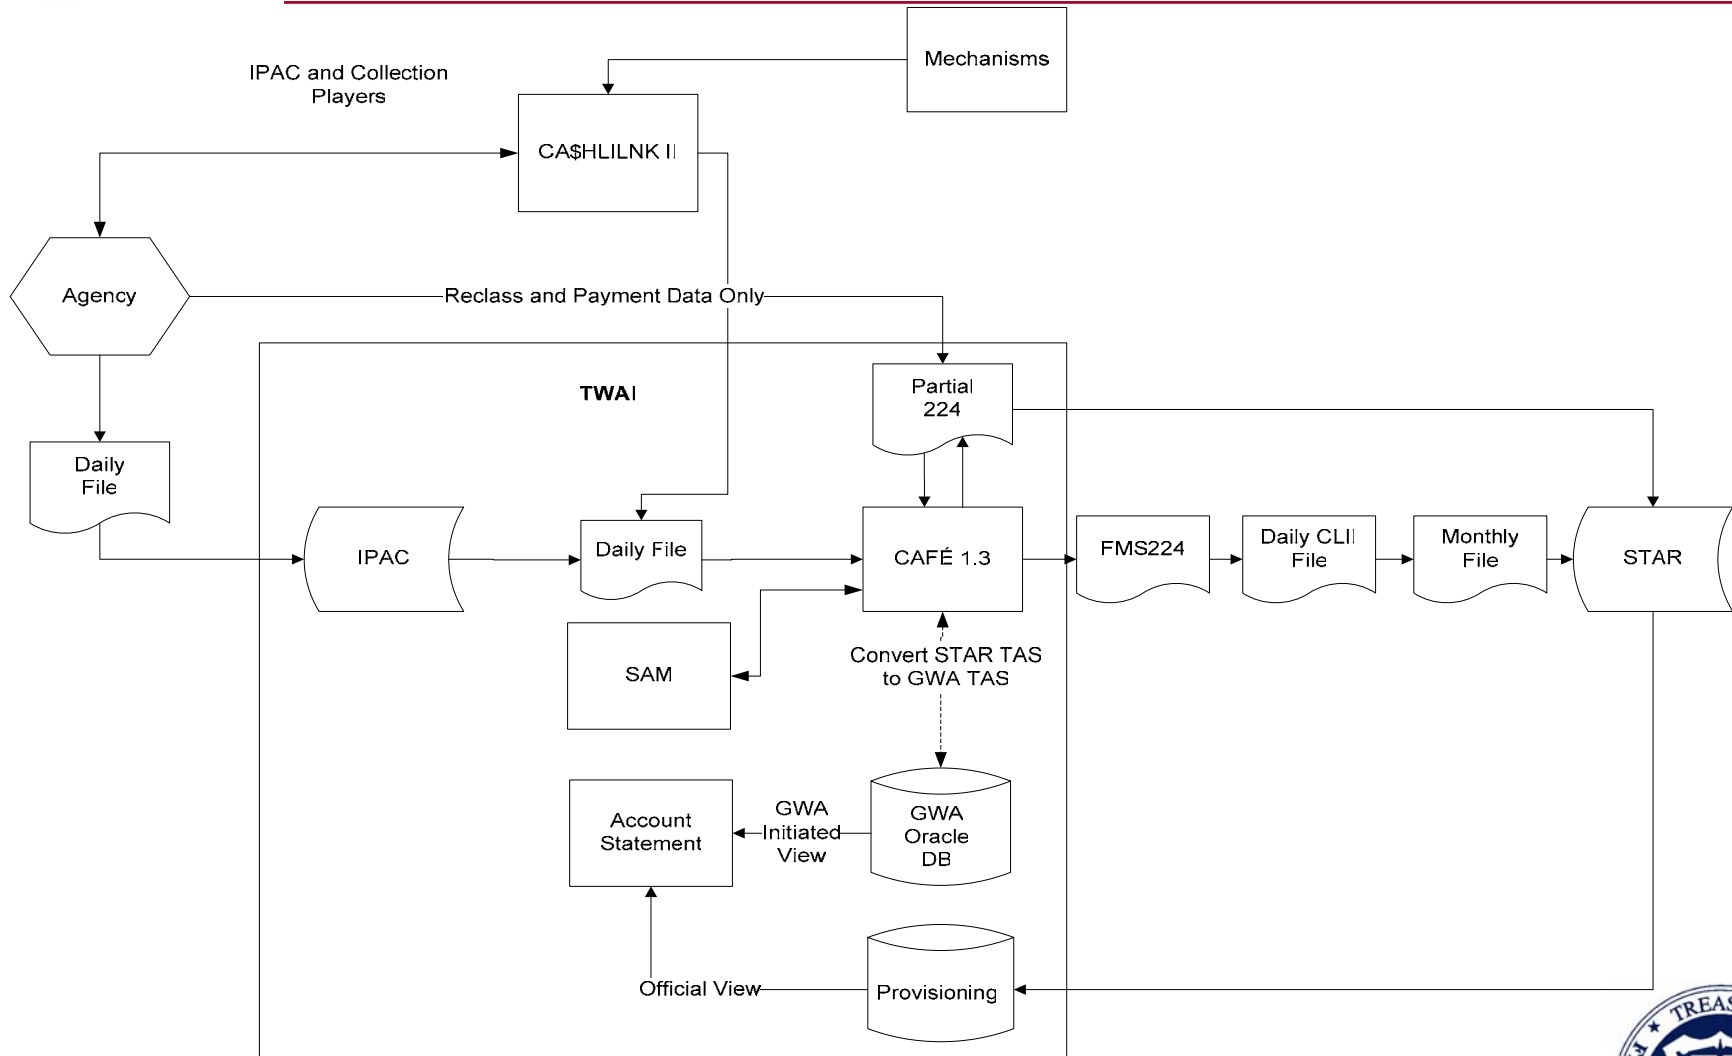 Mechanisms
IPAC and Collection
Players
CA$HLILNK II
Agency
Reclass and Payment Data Only
TWAI
Partial
224
Daily
File
IPAC
Daily File
CAFÉ 1.3
FMS224
Daily CLII
File
Monthly
File
STAR
SAM
Convert STAR TAS
to GWA TAS
Account
Statement
GWA
Initiated
View
GWA
Oracle
DB
Official View
Provisioning